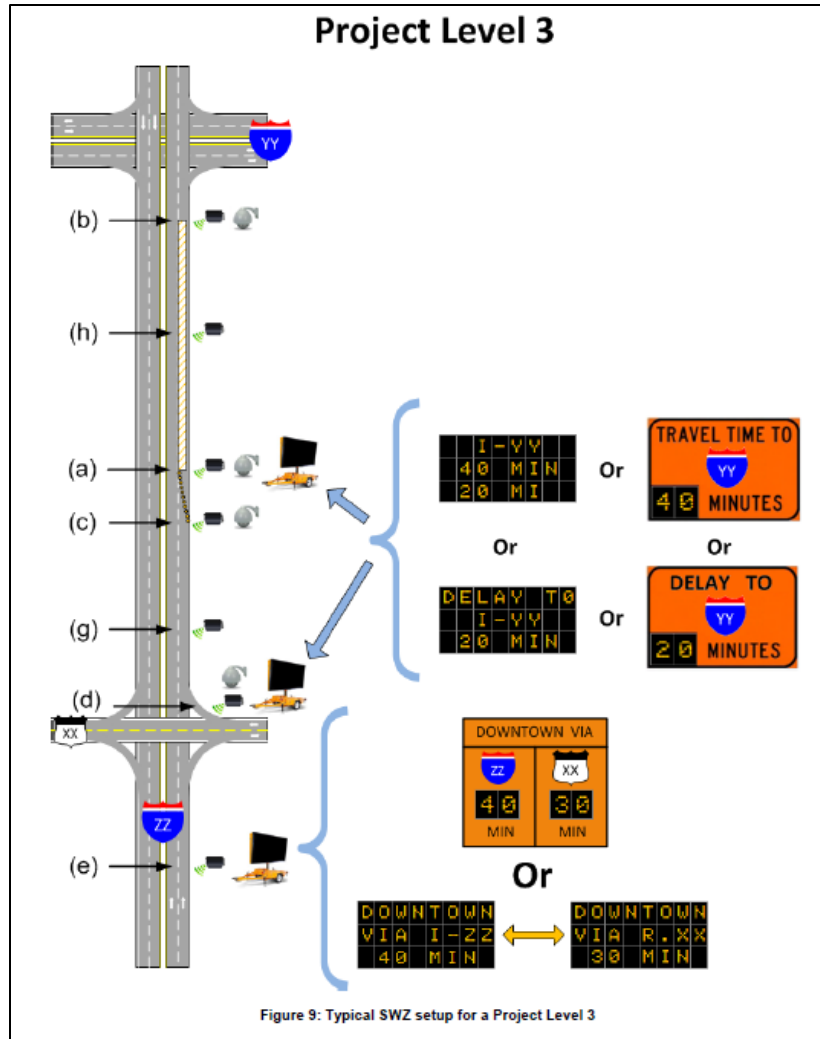 Project Level 3
YY
(b)
(h)
(a)
(c)
(g)
(d)
XX
ZZ
(e)
I-YY
40 MIN
20 MI
Or
TRAVEL TIME TO
YY
40 MINUTES
Or
Or
DELAY TO
I-YY
20 MIN
Or
DELAY TO
YY
20 MINUTES
DOWNTOWN VIA
ZZ
XX
40
30
MIN
MIN
Or
DOWNTOWN
VIA I-ZZ
40 MIN
DOWNTOWN
VIA R.XX
30 MIN
Figure 9: Typical SWZ setup for a Project Level 3